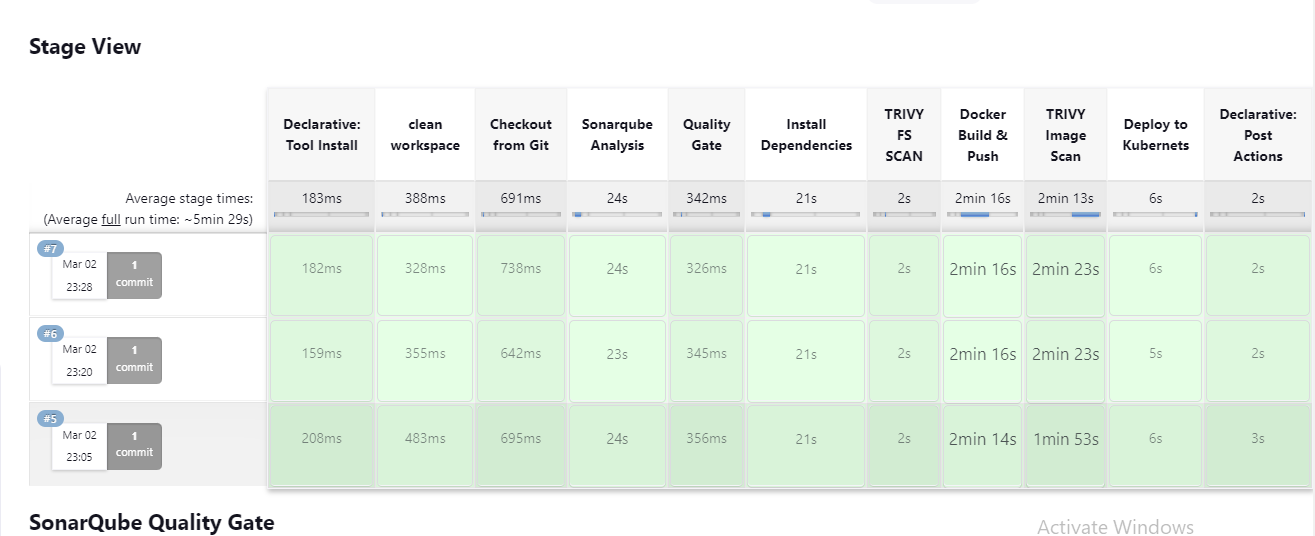 Stage View
Declarative: Tool Install
clean workspace
Checkout from Git
Sonarqube Analysis
Quality Gate
Install Dependencies
TRIVY FS SCAN
Docker Build & Push
TRIVY Image Scan
Deploy to Kubernets
Declarative: Post Actions
Average stage times:
(Average full run time: ~5min 29s)
183ms 388ms 691ms 24s 342ms 21s 2s 2min 16s 2min 13s 6s 2s
#7
Mar 02
23:28
1
commit
182ms 328ms 738ms 24s 326ms 21s 2s 2min 16s 2min 23s 6s 2s
#6
Mar 02
23:20
1
commit
159ms 355ms 642ms 23s 345ms 21s 2s 2min 16s 2min 23s 5s 2s
#5
Mar 02
23:05
1
commit
208ms 483ms 695ms 24s 356ms 21s 2s 2min 14s 1min 53s 6s 3s
SonarQube Quality Gate
Activate Windows